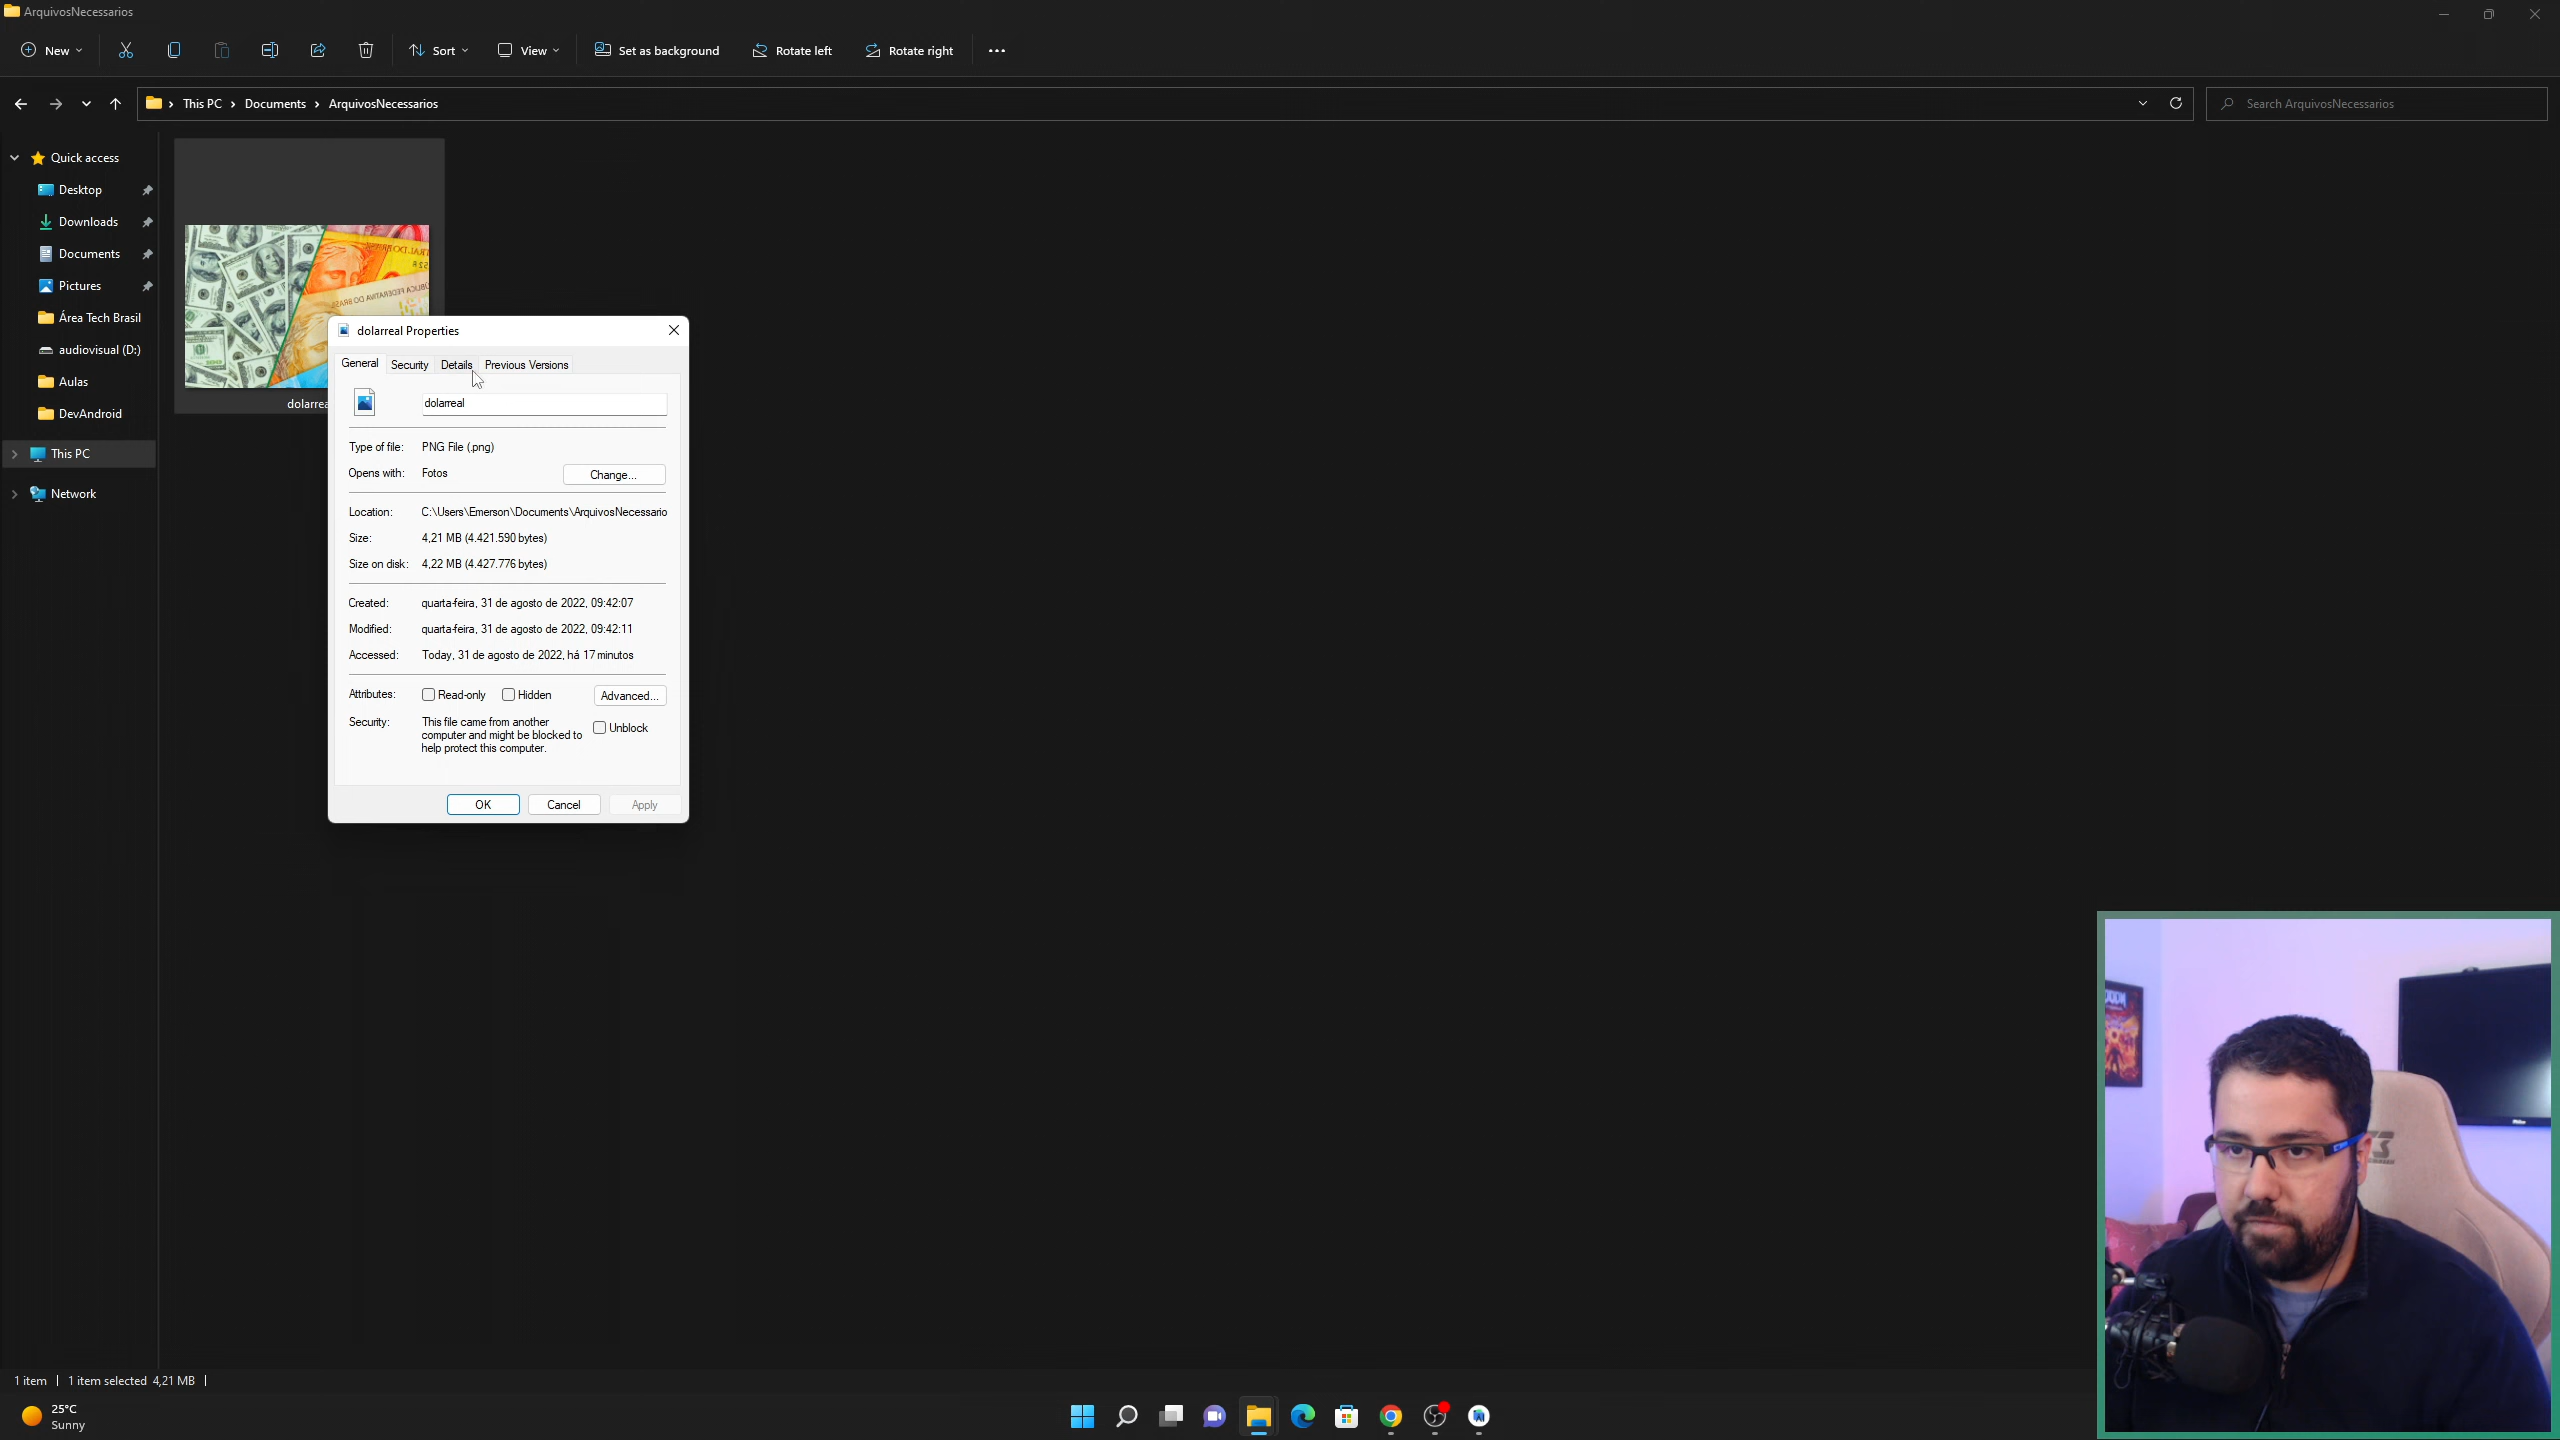 ArquivosNecessarios
New
Sort
View
Set as background
Rotate left
Rotate right
This PC
Documents
ArquivosNecessarios
Search ArquivosNecessarios
Quick access
Desktop
Downloads
Documents
Pictures
Área Tech Brasil
audiovisual (D:)
Aulas
DevAndroid
This PC
Network
dolarrea
dolarreal Properties
General
Security
Details
Previous Versions
dolarreal
Type of file: PNG File (.png)
Opens with: Fotos
Change...
Location: C:\Users\Emerson\Documents\ArquivosNecessario
Size: 4,21 MB (4.421.590 bytes)
Size on disk: 4,22 MB (4.427.776 bytes)
Created: quarta-feira, 31 de agosto de 2022, 09:42:07
Modified: quarta-feira, 31 de agosto de 2022, 09:42:11
Accessed: Today, 31 de agosto de 2022, há 17 minutos
Attributes: Read-only Hidden Advanced...
Security: This file came from another
computer and might be blocked to
help protect this computer.
Unblock
OK
Cancel
Apply
1 item
1 item selected 4,21 MB
25°C
Sunny